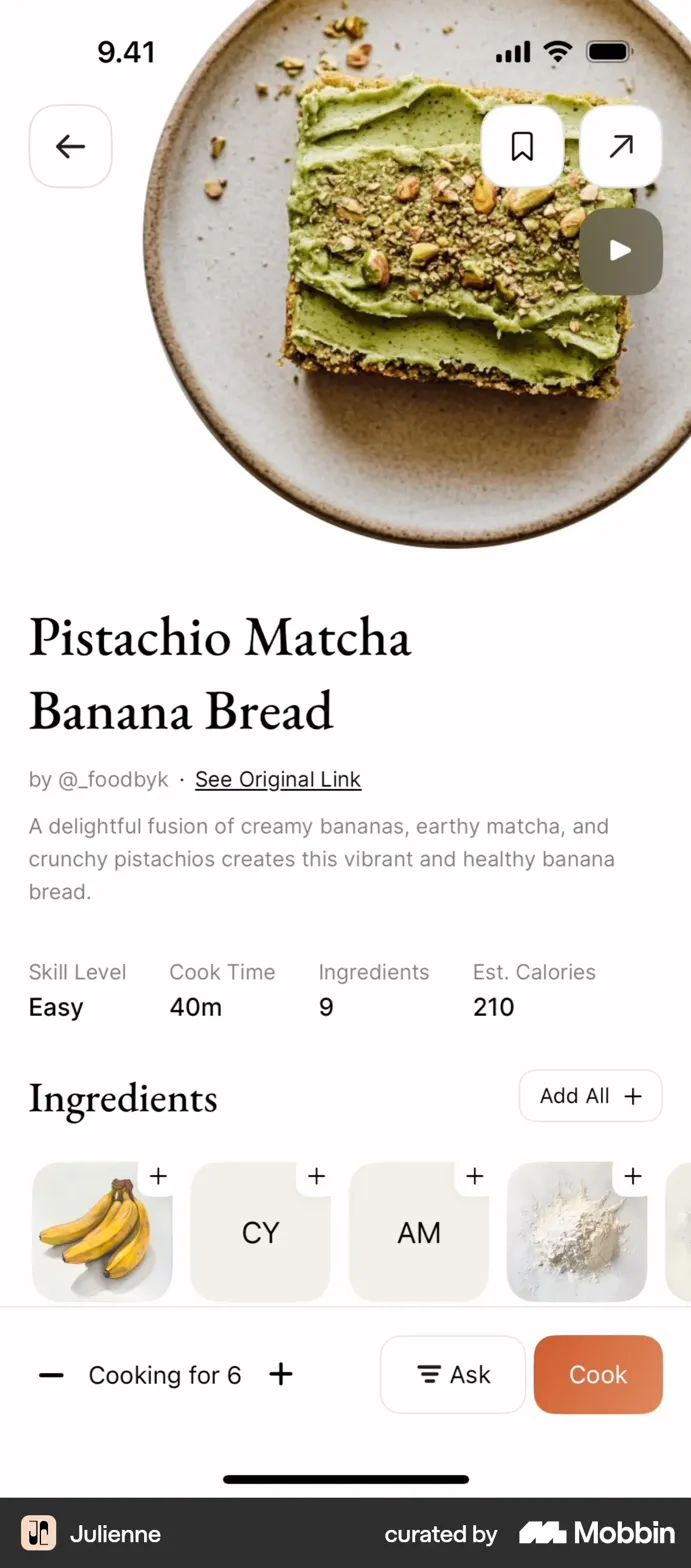 9.41
Pistachio Matcha
Banana Bread
by @_foodbyk · See Original Link
A delightful fusion of creamy bananas, earthy matcha, and
crunchy pistachios creates this vibrant and healthy banana
bread.
Skill Level Cook Time Ingredients Est. Calories
Easy 40m 9 210
Ingredients Add All +
CY AM
Cooking for 6 Ask Cook
Julienne curated by Mobbin